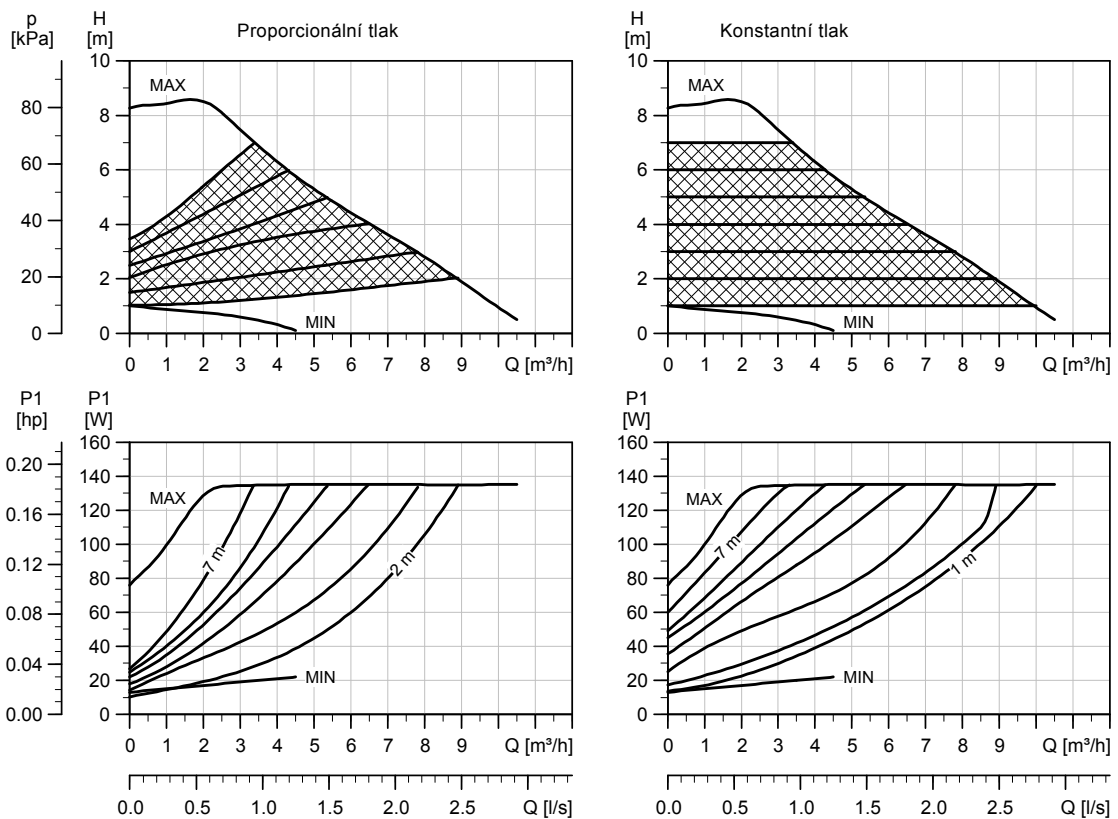 p H Proporcionální tlak H Konstantní tlak
[kPa] [m] [m]
10 10
MAX MAX
80 8 8
60 6 6
40 4 4
20 2 2
MIN MIN
0 0 0
0 1 2 3 4 5 6 7 8 9 Q [m³/h] 0 1 2 3 4 5 6 7 8 9 Q [m³/h]
P1 P1 P1
[hp] [W] [W]
160 160
0.20 140 140
MAX MAX
0.16 120 120
0.12 100 100
7 m 2 m 7 m 1 m
80 80
0.08 60 60
0.04 40 40
20 MIN 20 MIN
0.00 0 0
0 1 2 3 4 5 6 7 8 9 Q [m³/h] 0 1 2 3 4 5 6 7 8 9 Q [m³/h]
0.0 0.5 1.0 1.5 2.0 2.5 Q [l/s] 0.0 0.5 1.0 1.5 2.0 2.5 Q [l/s]